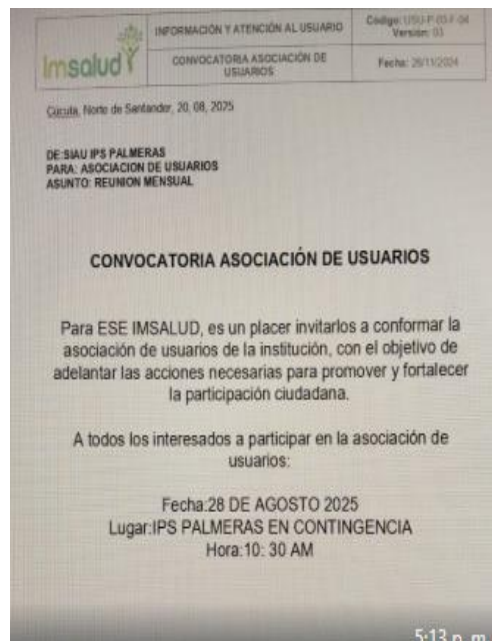 Imsalud
INFORMACIÓN Y ATENCIÓN AL USUARIO
Código: USU-P-03-F-04
Versión: 03
CONVOCATORIA ASOCIACIÓN DE
USUARIOS
Fecha: 26/11/2024
Cúcuta, Norte de Santander, 20, 08, 2025
DE:SIAU IPS PALMERAS
PARA: ASOCIACION DE USUARIOS
ASUNTO: REUNION MENSUAL
CONVOCATORIA ASOCIACIÓN DE USUARIOS
Para ESE IMSALUD, es un placer invitarlos a conformar la
asociación de usuarios de la institución, con el objetivo de
adelantar las acciones necesarias para promover y fortalecer
la participación ciudadana.
A todos los interesados a participar en la asociación de
usuarios:
Fecha:28 DE AGOSTO 2025
Lugar:IPS PALMERAS EN CONTINGENCIA
Hora:10: 30 AM
5:13 p. m.